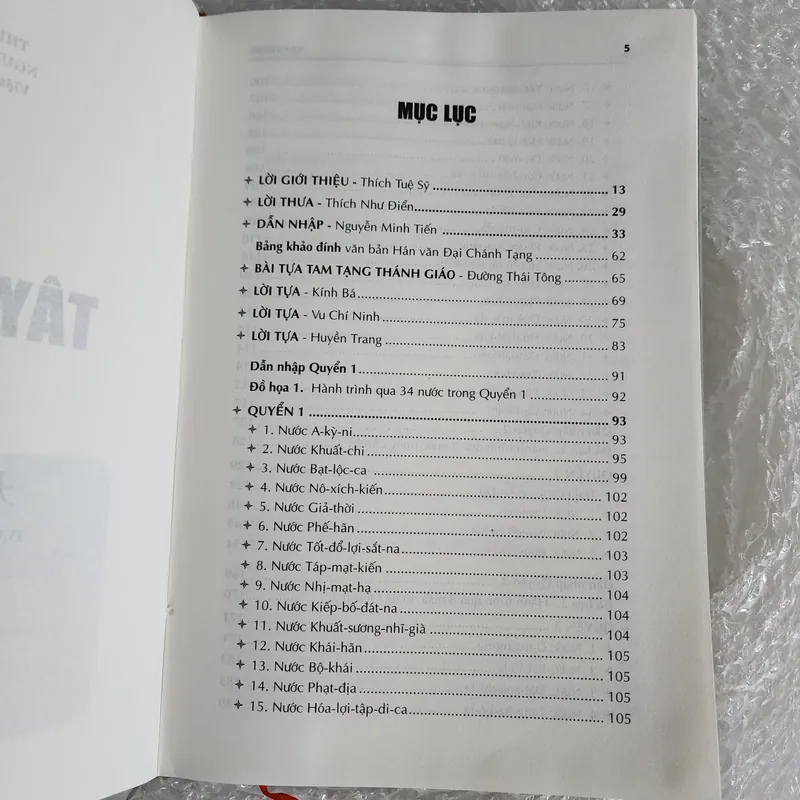 5
MỤC LỤC
LỜI GIỚI THIỆU - Thích Tuệ Sỹ 13
LỜI THƯA - Thích Như Điển 29
DẪN NHẬP - Nguyễn Minh Tiến 33
Bảng khảo đính văn bản Hán văn Đại Chánh Tạng 62
BÀI TỰA TAM TẠNG THÁNH GIÁO - Đường Thái Tông 65
LỜI TỰA - Kính Bá 69
LỜI TỰA - Vu Chí Ninh 75
LỜI TỰA - Huyền Trang 83
Dẫn nhập Quyển 1 91
Đồ họa 1. Hành trình qua 34 nước trong Quyển 1 92
QUYỂN 1 93
1. Nước A-kỳ-ni 93
2. Nước Khuất-chi 95
3. Nước Bạt-lộc-ca 99
4. Nước Nô-xích-kiến 102
5. Nước Giả-thời 102
6. Nước Phế-hãn 102
7. Nước Tốt-đổ-lợi-sắt-na 103
8. Nước Táp-mạt-kiến 103
9. Nước Nhị-mạt-hạ 104
10. Nước Kiếp-bố-đát-na 104
11. Nước Khuất-sương-nhĩ-già 104
12. Nước Khái-hãn 105
13. Nước Bộ-khái 105
14. Nước Phạt-địa 105
15. Nước Hóa-lợi-tập-di-ca 105
TÂY